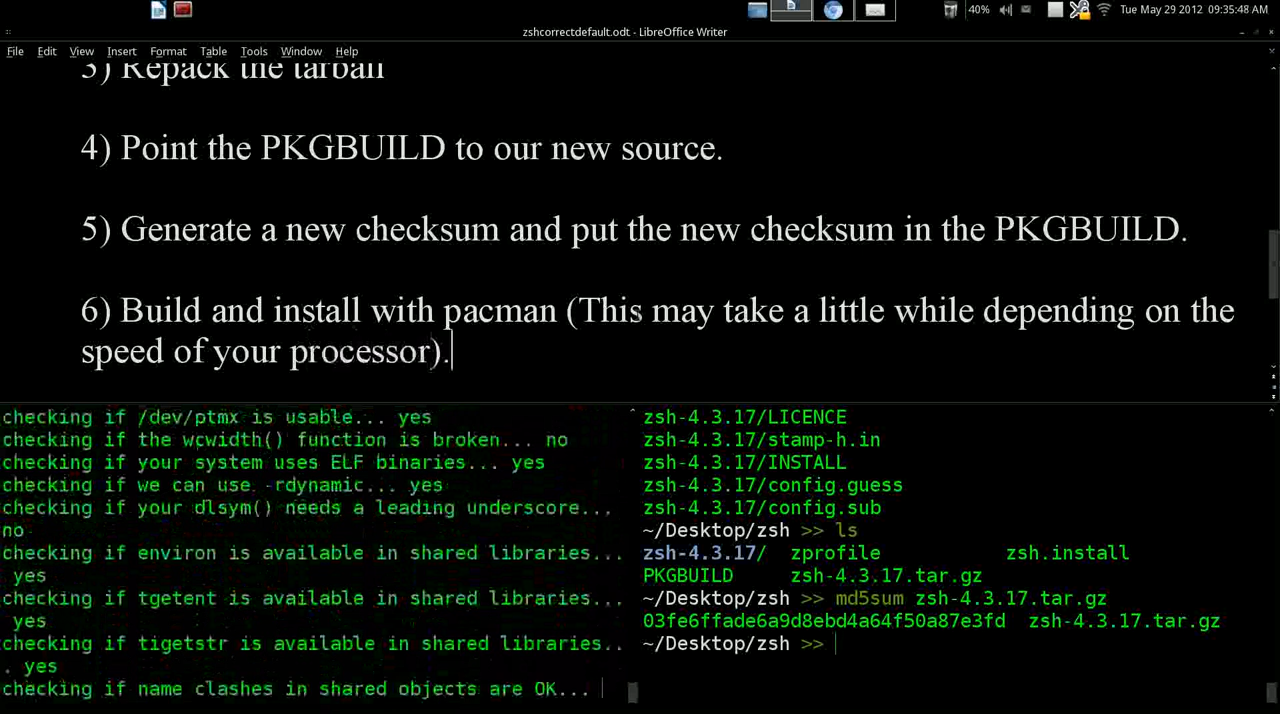 40%
Tue May 29 2012 09:35:48 AM
zshcorrectdefault.odt - LibreOffice Writer
File Edit View Insert Format Table Tools Window Help
3) Repack the tarball
4) Point the PKGBUILD to our new source.
5) Generate a new checksum and put the new checksum in the PKGBUILD.
6) Build and install with pacman (This may take a little while depending on the
speed of your processor).
checking if /dev/ptmx is usable... yes
checking if the wcwidth() function is broken... no
checking if your system uses ELF binaries... yes
checking if we can use -rdynamic... yes
checking if your dlsym() needs a leading underscore...
no
checking if environ is available in shared libraries...
yes
checking if tgetent is available in shared libraries...
yes
checking if tigetstr is available in shared libraries..
. yes
checking if name clashes in shared objects are OK...
zsh-4.3.17/LICENCE
zsh-4.3.17/stamp-h.in
zsh-4.3.17/INSTALL
zsh-4.3.17/config.guess
zsh-4.3.17/config.sub
~/Desktop/zsh >> ls
zsh-4.3.17/ zprofile zsh.install
PKGBUILD zsh-4.3.17.tar.gz
~/Desktop/zsh >> md5sum zsh-4.3.17.tar.gz
03fe6ffade6a9d8ebd4a64f50a87e3fd zsh-4.3.17.tar.gz
~/Desktop/zsh >>